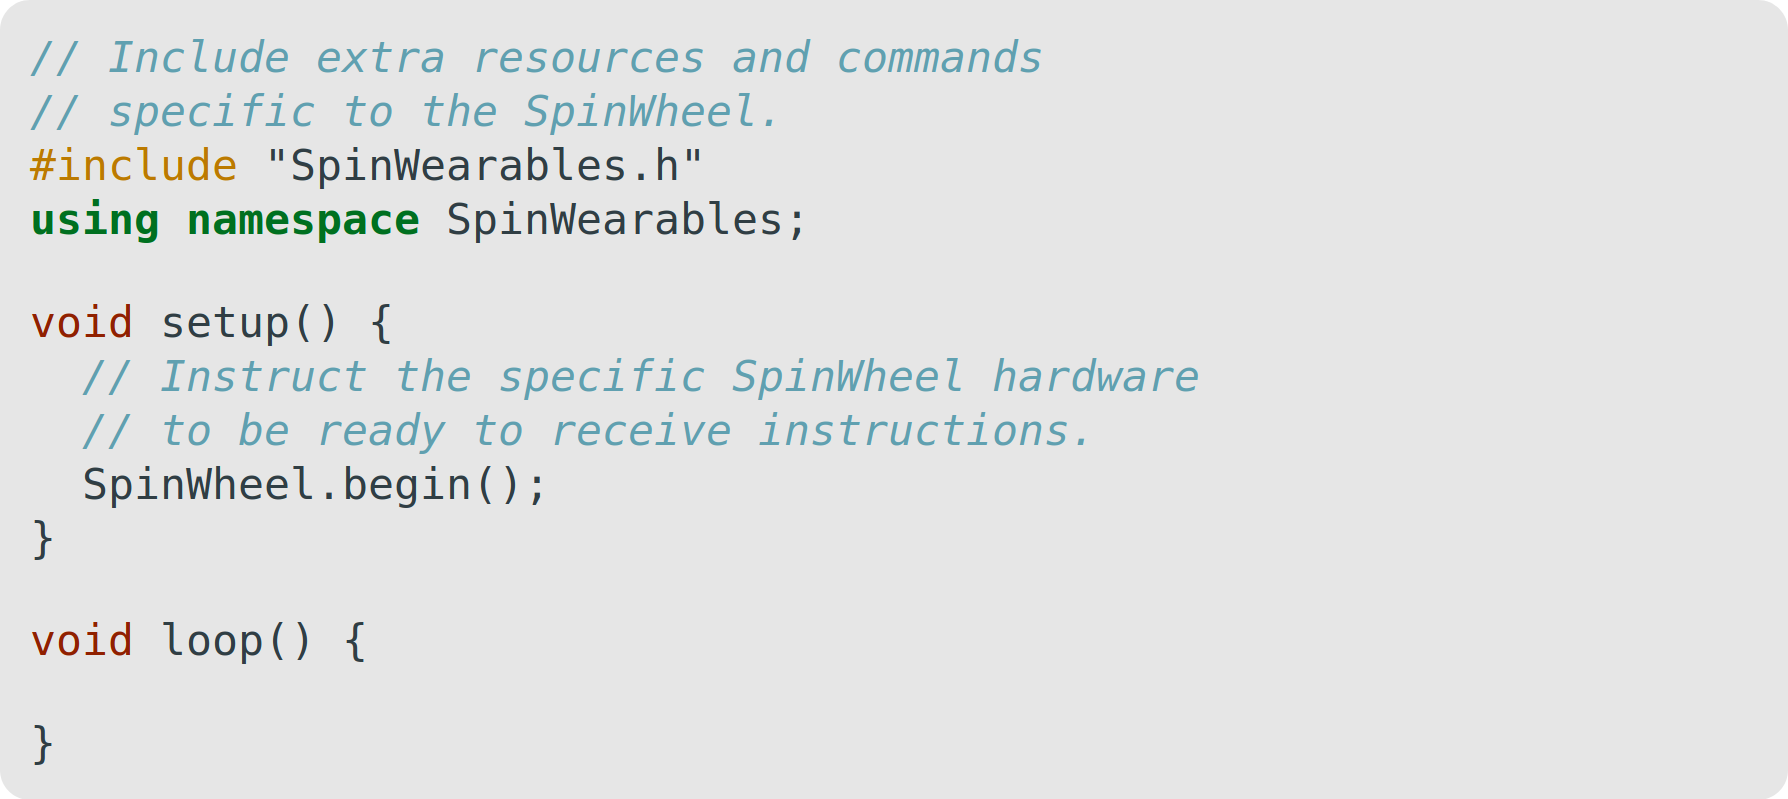 // Include extra resources and commands
// specific to the SpinWheel.
#include "SpinWearables.h"
using namespace SpinWearables;

void setup() {
  // Instruct the specific SpinWheel hardware
  // to be ready to receive instructions.
  SpinWheel.begin();
}

void loop() {

}